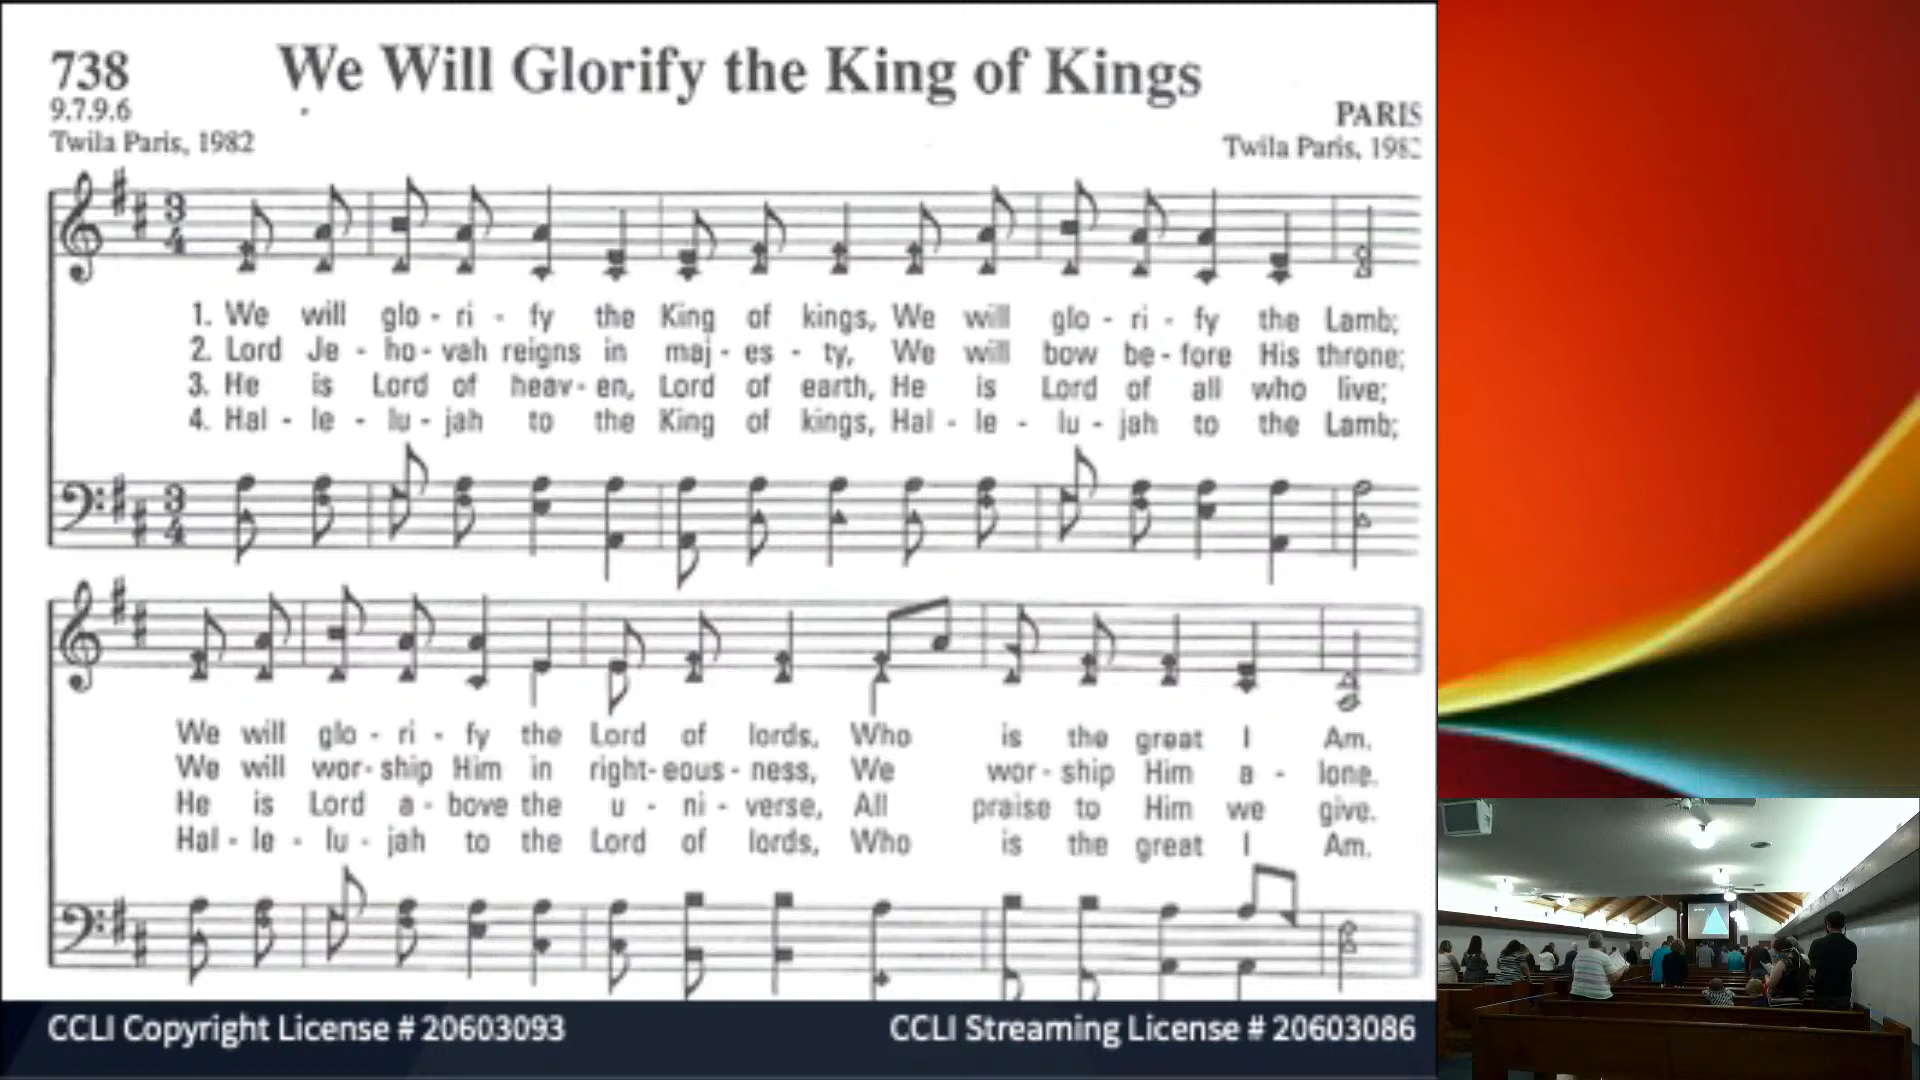 738
We Will Glorify the King of Kings
9.7.9.6
PARIS
Twila Paris, 1982
Twila Paris, 1982
3
4
1. We will glo - ri - fy the King of kings, We will glo - ri - fy the Lamb;
2. Lord Je - ho - vah reigns in maj - es - ty, We will bow be - fore His throne;
3. He is Lord of heav - en, Lord of earth, He is Lord of all who live;
4. Hal - le - lu - jah to the King of kings, Hal - le - lu - jah to the Lamb;
3
4
We will glo - ri - fy the Lord of lords, Who is the great I Am.
We will wor - ship Him in right - eous - ness, We wor - ship Him a - lone.
He is Lord a - bove the u - ni - verse, All praise to Him we give.
Hal - le - lu - jah to the Lord of lords, Who is the great I Am.
CCLI Copyright License # 20603093
CCLI Streaming License # 20603086